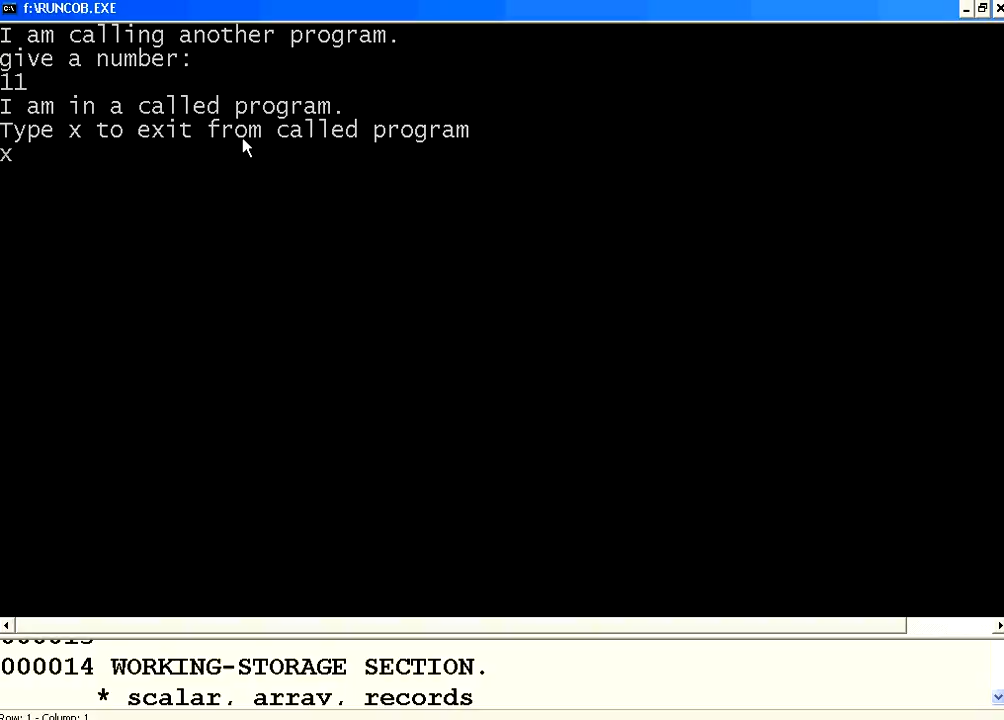 f:\RUNCOB.EXE
I am calling another program.
give a number:
11
I am in a called program.
Type x to exit from called program
x
000014 WORKING-STORAGE SECTION.
* scalar, array, records
Row: 1 - Column: 1